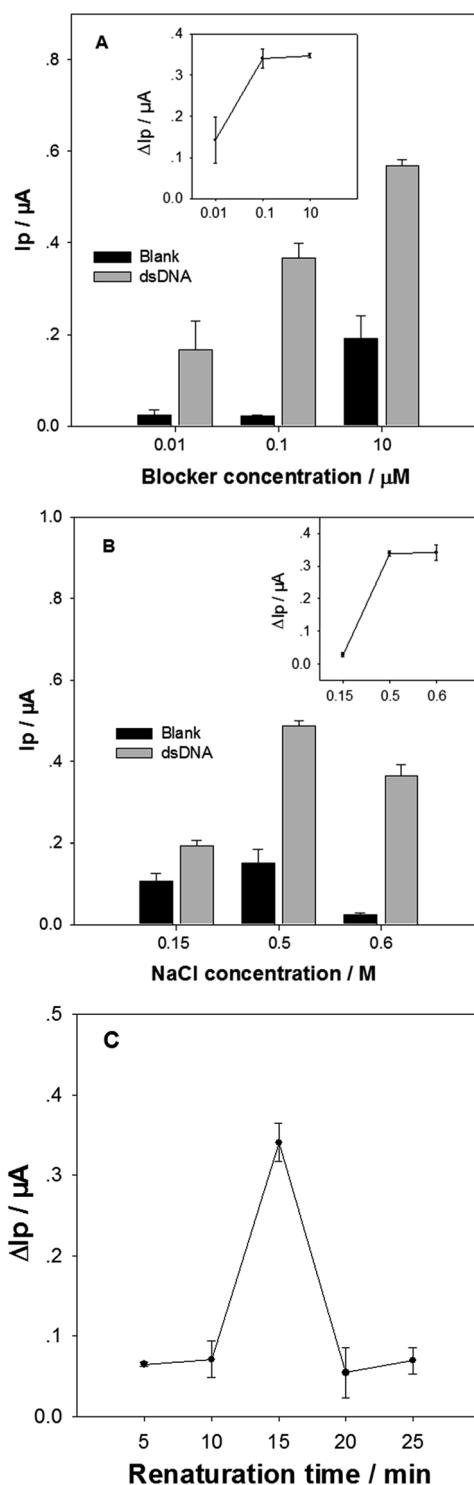 A
.8
.6
.4
.2
0.0
Ip / µA
.4
.3
.2
.1
0.0
ΔIp / µA
0.01 0.1 10
Blank
dsDNA
0.01 0.1 10
Blocker concentration / μM
B
1.0
.8
.6
.4
.2
0.0
Ip / µA
.4
.3
.2
.1
0.0
ΔIp / µA
0.15 0.5 0.6
Blank
dsDNA
0.15 0.5 0.6
NaCl concentration / M
C
.5
.4
.3
.2
0.1
0.0
ΔIp / µA
5 10 15 20 25
Renaturation time / min